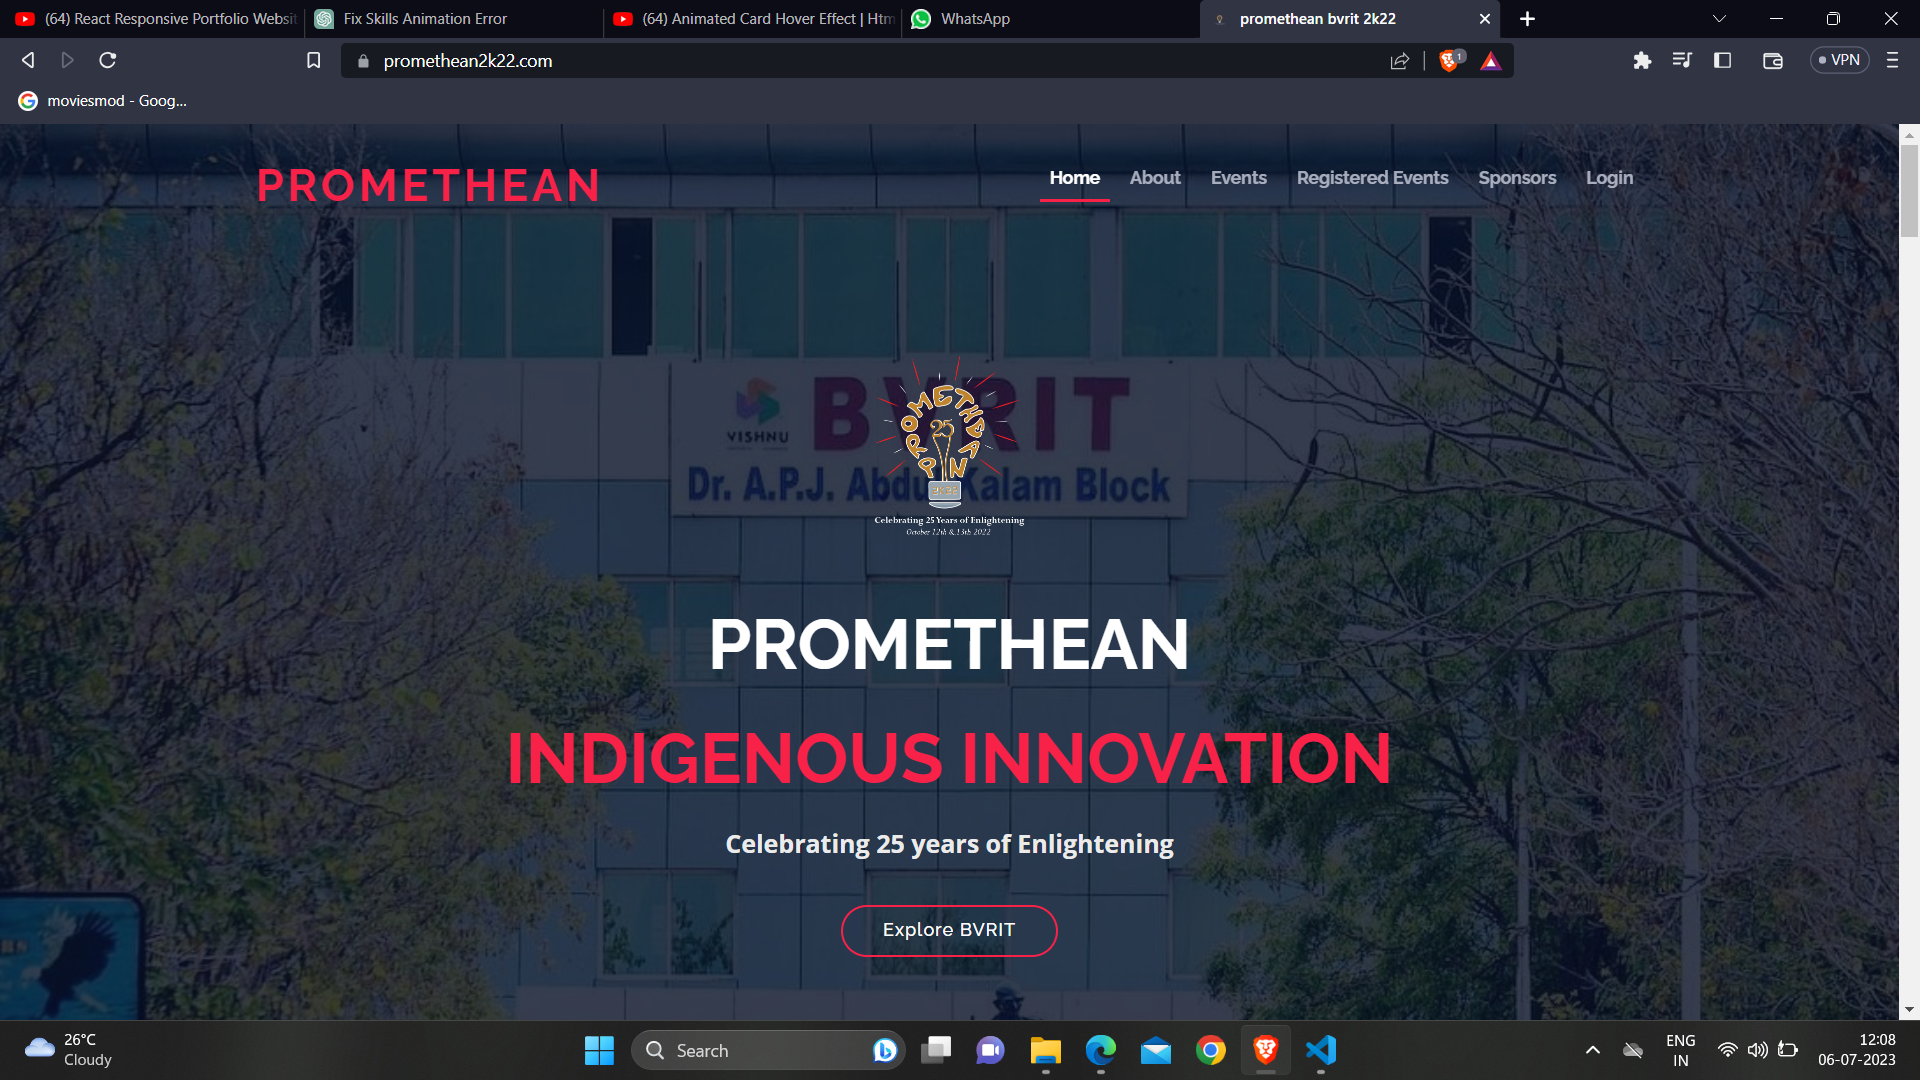 (64) React Responsive Portfolio Websit
Fix Skills Animation Error
(64) Animated Card Hover Effect | Htm
WhatsApp
promethean bvrit 2k22
promethean2k22.com
1
VPN
moviesmod - Goog...
PROMETHEAN
Home
About
Events
Registered Events
Sponsors
Login
VISHNU
BVRIT
Dr. A.P.J. Abdul Kalam Block
PROMETHEAN
25
Celebrating 25 Years of Enlightening
October 12th & 13th 2022
PROMETHEAN
INDIGENOUS INNOVATION
Celebrating 25 years of Enlightening
Explore BVRIT
26°C
Cloudy
Search
ENG
IN
12:08
06-07-2023